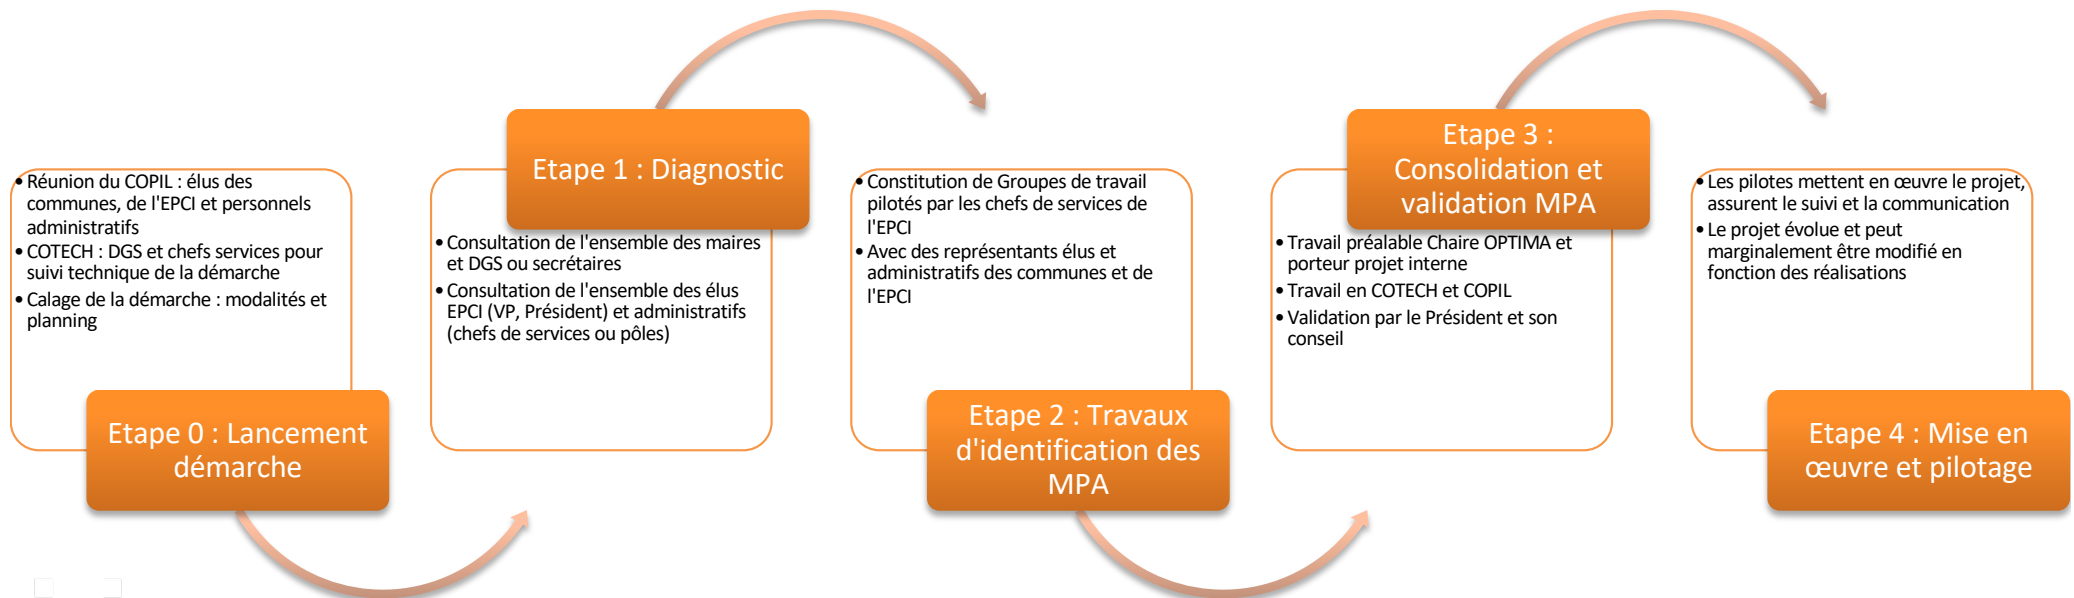 • Réunion du COPIL : élus des
communes, de l'EPCI et personnels
administratifs
• COTECH : DGS et chefs services pour
suivi technique de la démarche
• Calage de la démarche : modalités et
planning
Etape 0 : Lancement
démarche
Etape 1 : Diagnostic
• Consultation de l'ensemble des maires
et DGS ou secrétaires
• Consultation de l'ensemble des élus
EPCI (VP, Président) et administratifs
(chefs de services ou pôles)
• Constitution de Groupes de travail
pilotés par les chefs de services de
l'EPCI
• Avec des représentants élus et
administratifs des communes et de
l'EPCI
Etape 2 : Travaux
d'identification des
MPA
Etape 3 :
Consolidation et
validation MPA
• Travail préalable Chaire OPTIMA et
porteur projet interne
• Travail en COTECH et COPIL
• Validation par le Président et son
conseil
• Les pilotes mettent en œuvre le projet,
assurent le suivi et la communication
• Le projet évolue et peut
marginalement être modifié en
fonction des réalisations
Etape 4 : Mise en
œuvre et pilotage